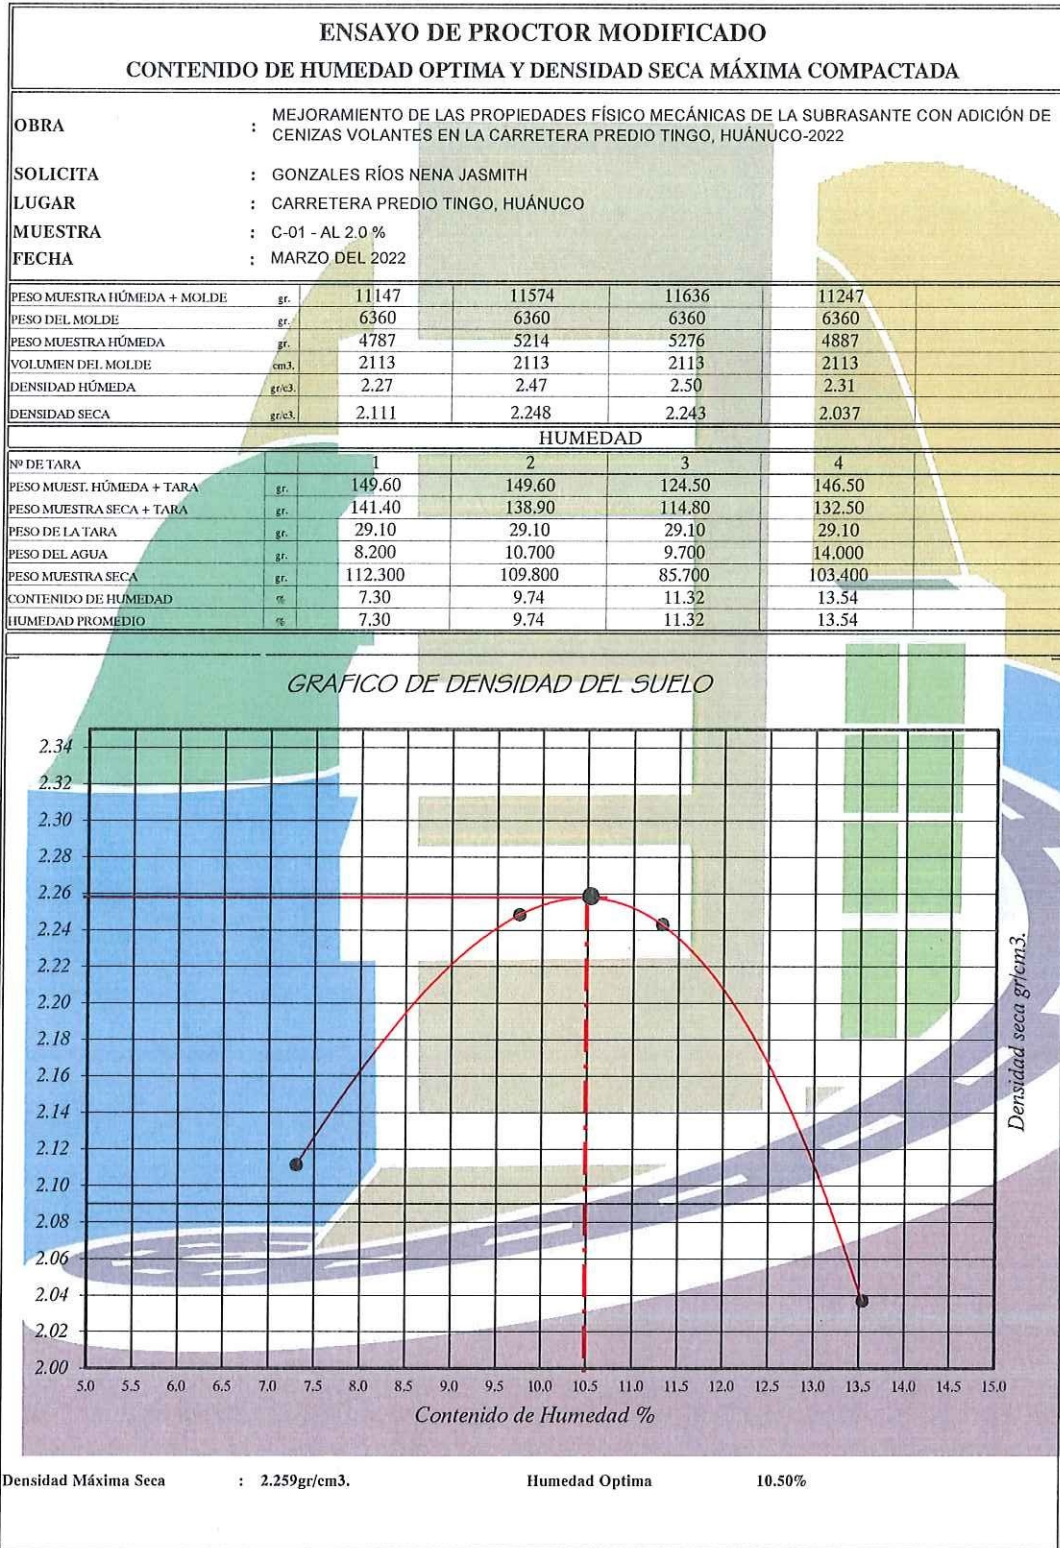 ENSAYO DE PROCTOR MODIFICADO
CONTENIDO DE HUMEDAD OPTIMA Y DENSIDAD SECA MÁXIMA COMPACTADA
OBRA : MEJORAMIENTO DE LAS PROPIEDADES FÍSICO MECÁNICAS DE LA SUBRASANTE CON ADICIÓN DE
CENIZAS VOLANTES EN LA CARRETERA PREDIO TINGO, HUÁNUCO-2022
SOLICITA : GONZALES RÍOS NENA JASMITH
LUGAR : CARRETERA PREDIO TINGO, HUÁNUCO
MUESTRA : C-01 - AL 2.0 %
FECHA : MARZO DEL 2022
PESO MUESTRA HÚMEDA + MOLDE gr. 11147 11574 11636 11247
PESO DEL MOLDE gr. 6360 6360 6360 6360
PESO MUESTRA HÚMEDA gr. 4787 5214 5276 4887
VOLUMEN DEL MOLDE cm3. 2113 2113 2113 2113
DENSIDAD HÚMEDA gr/c3. 2.27 2.47 2.50 2.31
DENSIDAD SECA gr/c3. 2.111 2.248 2.243 2.037
HUMEDAD
Nº DE TARA 1 2 3 4
PESO MUEST. HÚMEDA + TARA gr. 149.60 149.60 124.50 146.50
PESO MUESTRA SECA + TARA gr. 141.40 138.90 114.80 132.50
PESO DE LA TARA gr. 29.10 29.10 29.10 29.10
PESO DEL AGUA gr. 8.200 10.700 9.700 14.000
PESO MUESTRA SECA gr. 112.300 109.800 85.700 103.400
CONTENIDO DE HUMEDAD % 7.30 9.74 11.32 13.54
HUMEDAD PROMEDIO % 7.30 9.74 11.32 13.54
GRAFICO DE DENSIDAD DEL SUELO
2.34
2.32
2.30
2.28
2.26
2.24
2.22
2.20
2.18
2.16
2.14
2.12
2.10
2.08
2.06
2.04
2.02
2.00
Densidad seca gr/cm3.
5.0 5.5 6.0 6.5 7.0 7.5 8.0 8.5 9.0 9.5 10.0 10.5 11.0 11.5 12.0 12.5 13.0 13.5 14.0 14.5 15.0
Contenido de Humedad %
Densidad Máxima Seca : 2.259gr/cm3. Humedad Optima 10.50%